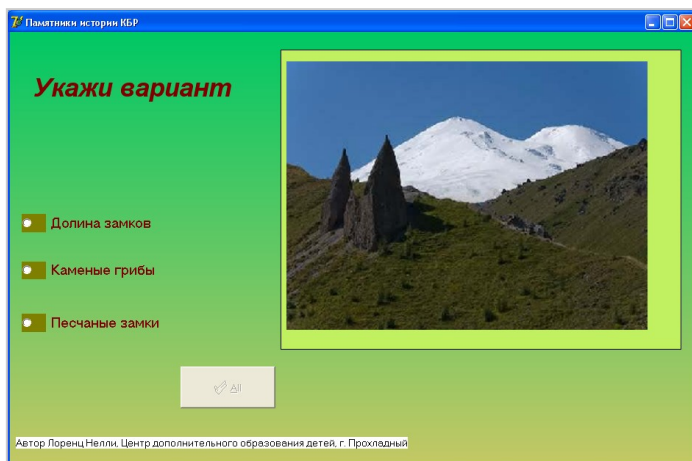 Памятники истории КБР
Укажи вариант
Долина замков
Каменые грибы
Песчаные замки
All
Автор Лоренц Нелли, Центр дополнительного образования детей, г. Прохладный